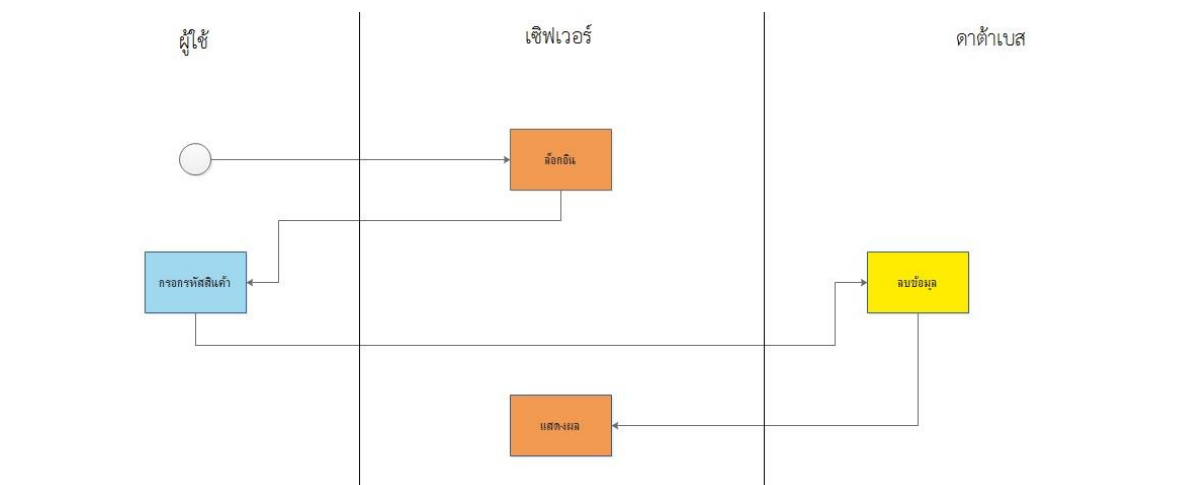 ผู้ใช้
เซิฟเวอร์
ดาต้าเบส
ล๊อกอิน
กรอกรหัสสินค้า
ลบข้อมูล
แสดงผล